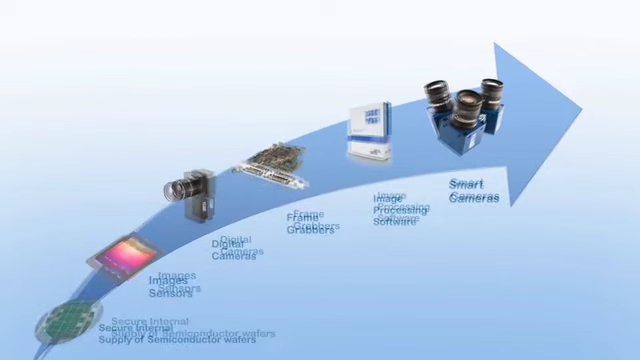 Smart
Cameras
Image
Processing
Software
Frame
Grabbers
Digital
Cameras
Images
Sensors
Secure Internal
Supply of Semiconductor wafers